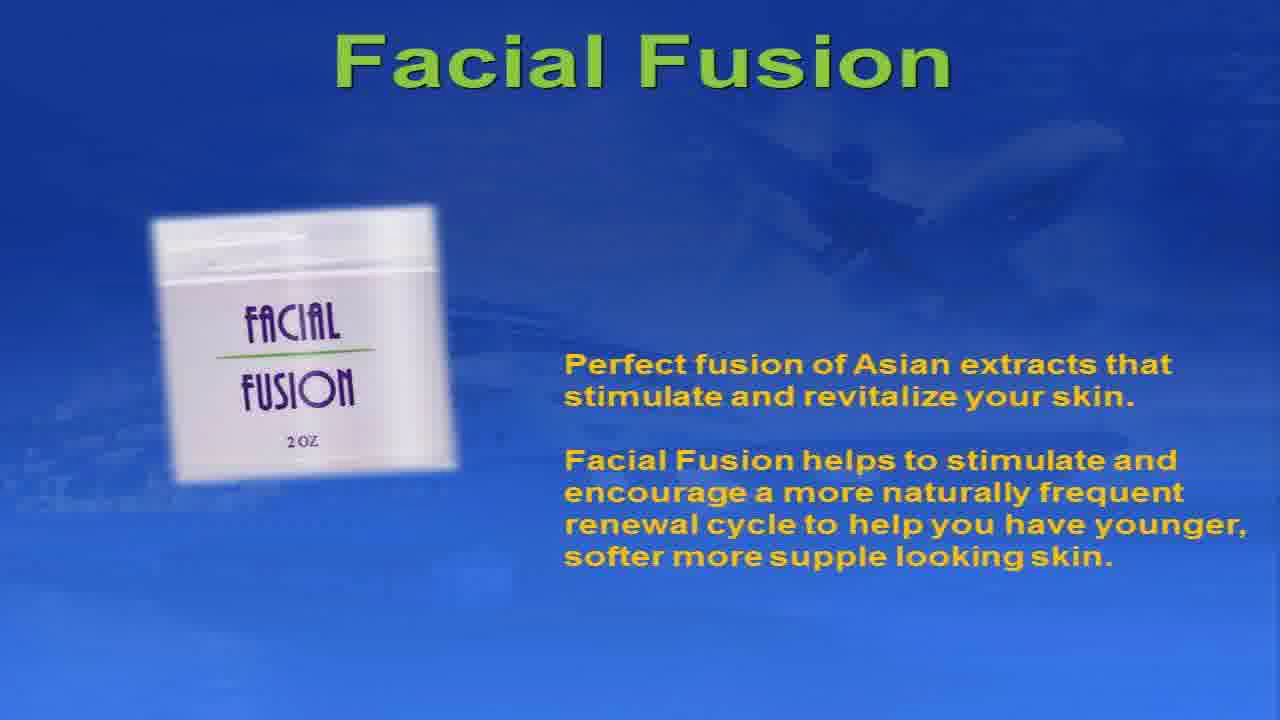 Facial Fusion
FACIAL
FUSION
2 OZ
Perfect fusion of Asian extracts that
stimulate and revitalize your skin.
Facial Fusion helps to stimulate and
encourage a more naturally frequent
renewal cycle to help you have younger,
softer more supple looking skin.